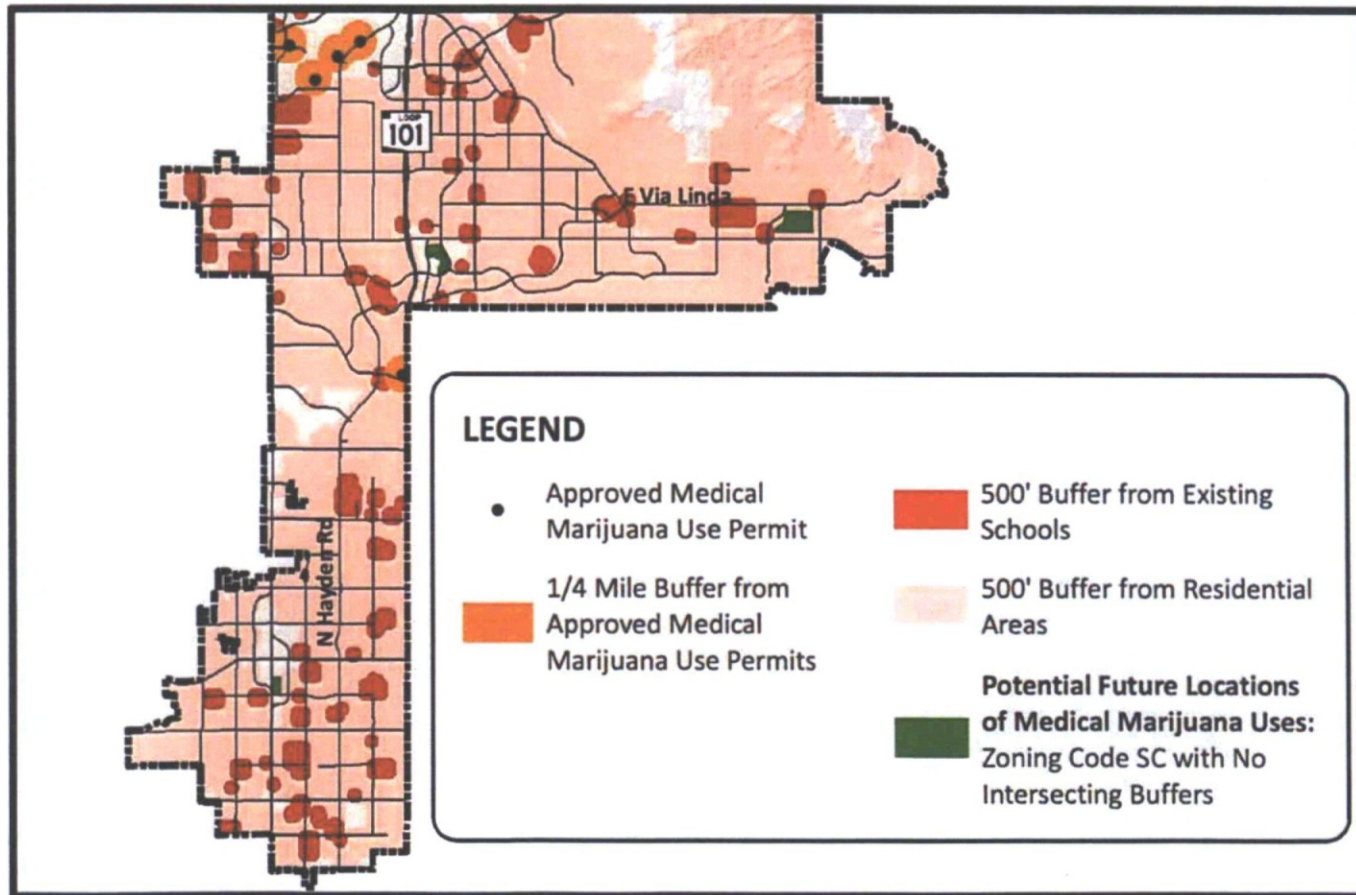 LOOP
101
E Via Linda
N Hayden Rd
LEGEND
Approved Medical
Marijuana Use Permit
1/4 Mile Buffer from
Approved Medical
Marijuana Use Permits
500' Buffer from Existing
Schools
500' Buffer from Residential
Areas
Potential Future Locations
of Medical Marijuana Uses:
Zoning Code SC with No
Intersecting Buffers